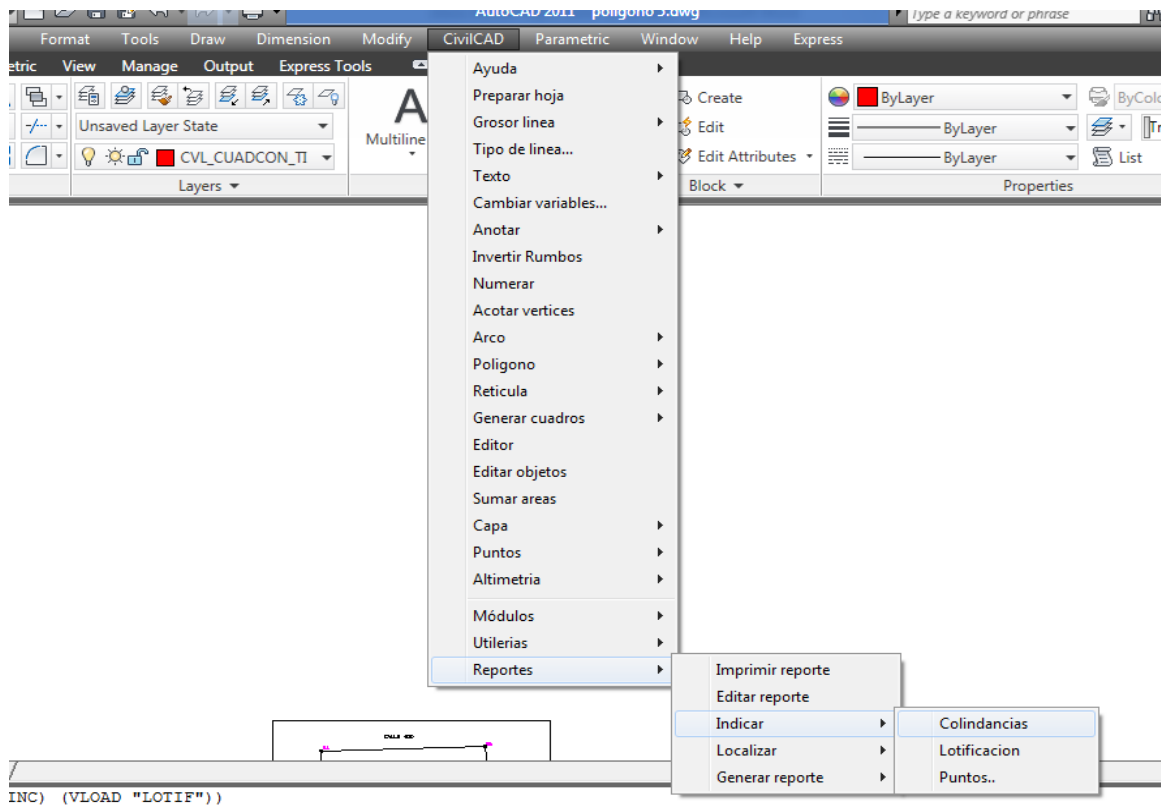 AutoCAD 2011 poligono 3.dwg Type a keyword or phrase
Format Tools Draw Dimension Modify CivilCAD Parametric Window Help Express
etric View Manage Output Express Tools
Ayuda
Preparar hoja
Grosor linea
Tipo de linea...
Texto
Cambiar variables...
Anotar
Invertir Rumbos
Numerar
Acotar vertices
Arco
Poligono
Reticula
Generar cuadros
Editor
Editar objetos
Sumar areas
Capa
Puntos
Altimetria
Módulos
Utilerias
Reportes
Unsaved Layer State
CVL_CUADCON_TI
Layers
A
Multiline
Create
Edit
Edit Attributes
Block
ByLayer ByColo
ByLayer Tr
ByLayer List
Properties
Imprimir reporte
Editar reporte
Indicar
Localizar
Generar reporte
Colindancias
Lotificacion
Puntos..
INC) (VLOAD "LOTIF"))